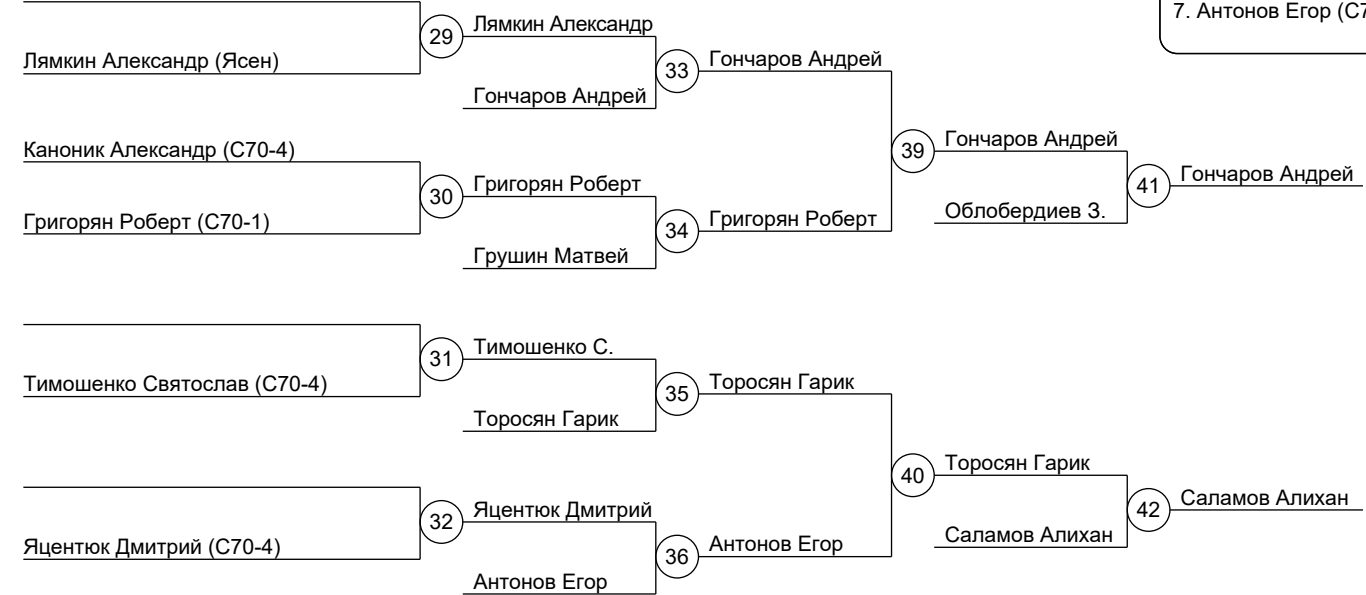 7. Антонов Егор (С7
Лямкин Александр (Ясен)
29
Лямкин Александр
Гончаров Андрей
33
Гончаров Андрей
Каноник Александр (С70-4)
Григорян Роберт (С70-1)
30
Григорян Роберт
Грушин Матвей
34
Григорян Роберт
39
Гончаров Андрей
Облобердиев З.
41
Гончаров Андрей
Тимошенко Святослав (С70-4)
31
Тимошенко С.
Торосян Гарик
35
Торосян Гарик
Яцентюк Дмитрий (С70-4)
32
Яцентюк Дмитрий
Антонов Егор
36
Антонов Егор
40
Торосян Гарик
Саламов Алихан
42
Саламов Алихан